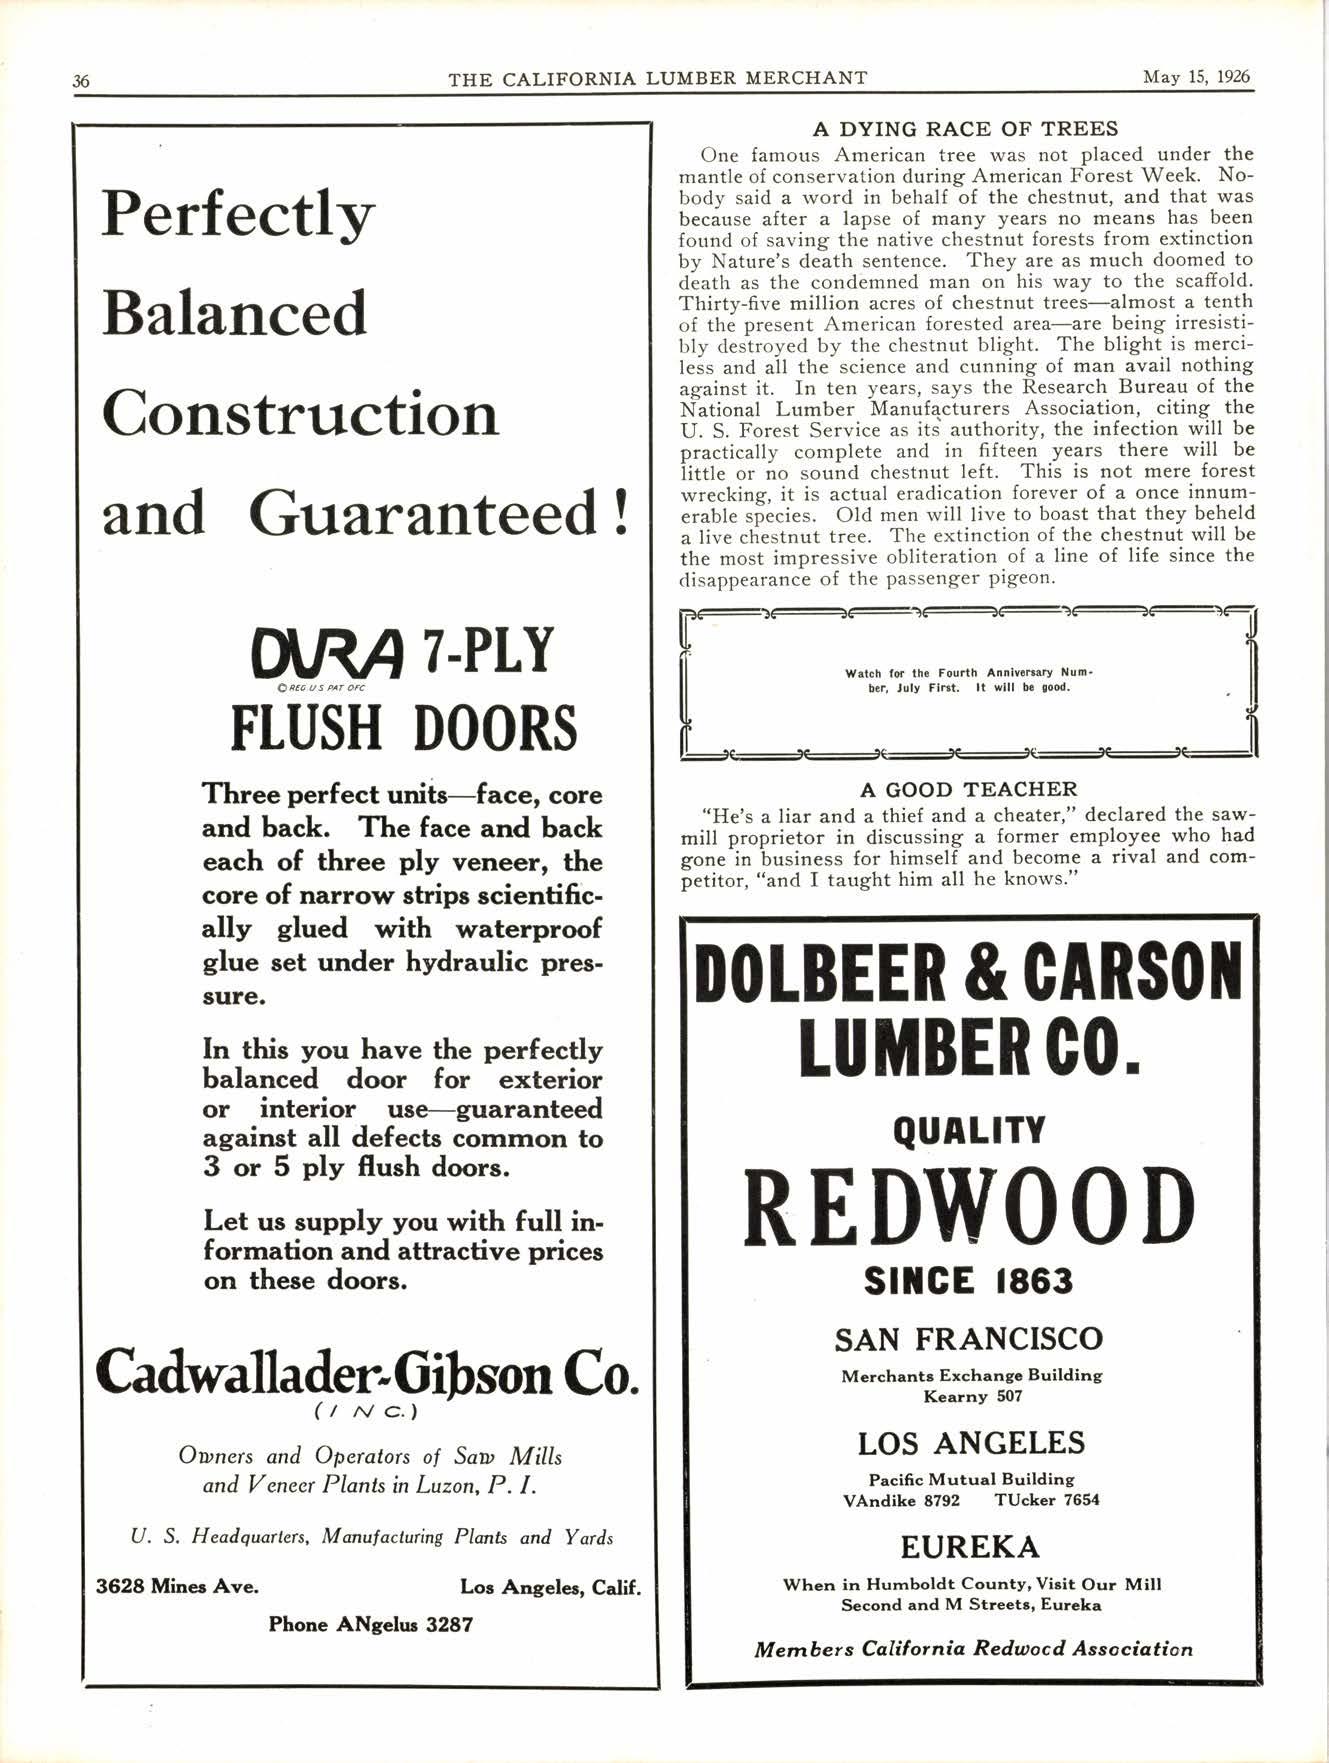 36
THE CALIFORNIA LUMBER MERCHANT
May 15, 1926
Perfectly
Balanced
Construction
and Guaranteed!
DURA 7-PLY
© REG U S PAT OFC
FLUSH DOORS
Three perfect units—face, core
and back. The face and back
each of three ply veneer, the
core of narrow strips scientific-
ally glued with waterproof
glue set under hydraulic pres-
sure.
In this you have the perfectly
balanced door for exterior
or interior use—guaranteed
against all defects common to
3 or 5 ply flush doors.
Let us supply you with full in-
formation and attractive prices
on these doors.
Cadwallader-Gibson Co.
(INC.)
Owners and Operators of Saw Mills
and Veneer Plants in Luzon, P. I.
U. S. Headquarters, Manufacturing Plants and Yards
3628 Mines Ave. Los Angeles, Calif.
Phone ANgelus 3287
A DYING RACE OF TREES
One famous American tree was not placed under the
mantle of conservation during American Forest Week. No-
body said a word in behalf of the chestnut, and that was
because after a lapse of many years no means has been
found of saving the native chestnut forests from extinction
by Nature's death sentence. They are as much doomed to
death as the condemned man on his way to the scaffold.
Thirty-five million acres of chestnut trees—almost a tenth
of the present American forested area—are being irresisti-
bly destroyed by the chestnut blight. The blight is merci-
less and all the science and cunning of man avail nothing
against it. In ten years, says the Research Bureau of the
National Lumber Manufacturers Association, citing the
U. S. Forest Service as its authority, the infection will be
practically complete and in fifteen years there will be
little or no sound chestnut left. This is not mere forest
wrecking, it is actual eradication forever of a once innum-
erable species. Old men will live to boast that they beheld
a live chestnut tree. The extinction of the chestnut will be
the most impressive obliteration of a line of life since the
disappearance of the passenger pigeon.
Watch for the Fourth Anniversary Num-
ber, July First. It will be good.
A GOOD TEACHER
"He's a liar and a thief and a cheater," declared the saw-
mill proprietor in discussing a former employee who had
gone in business for himself and become a rival and com-
petitor, "and I taught him all he knows."
DOLBEER & CARSON
LUMBER CO.
QUALITY
REDWOOD
SINCE 1863
SAN FRANCISCO
Merchants Exchange Building
Kearny 507
LOS ANGELES
Pacific Mutual Building
VAndike 8792 TUcker 7654
EUREKA
When in Humboldt County, Visit Our Mill
Second and M Streets, Eureka
Members California Redwood Association